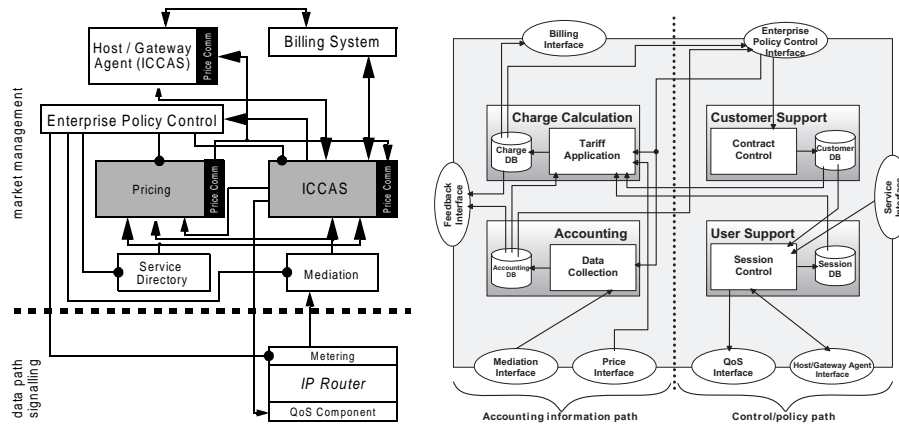 market management
data path
signalling
Host / Gateway
Agent (ICCAS)
Price Comm
Billing System
Enterprise Policy Control
Pricing
Price Comm
ICCAS
Price Comm
Service
Directory
Mediation
Metering
IP Router
QoS Component
Billing
Interface
Enterprise
Policy Control
Interface
Charge Calculation
Charge
DB
Tariff
Application
Customer Support
Contract
Control
Customer
DB
Feedback
Interface
Service
Interface
Accounting
Accounting
DB
Data
Collection
User Support
Session
Control
Session
DB
Mediation
Interface
Price
Interface
QoS
Interface
Host/Gateway Agent
Interface
Accounting information path
Control/policy path